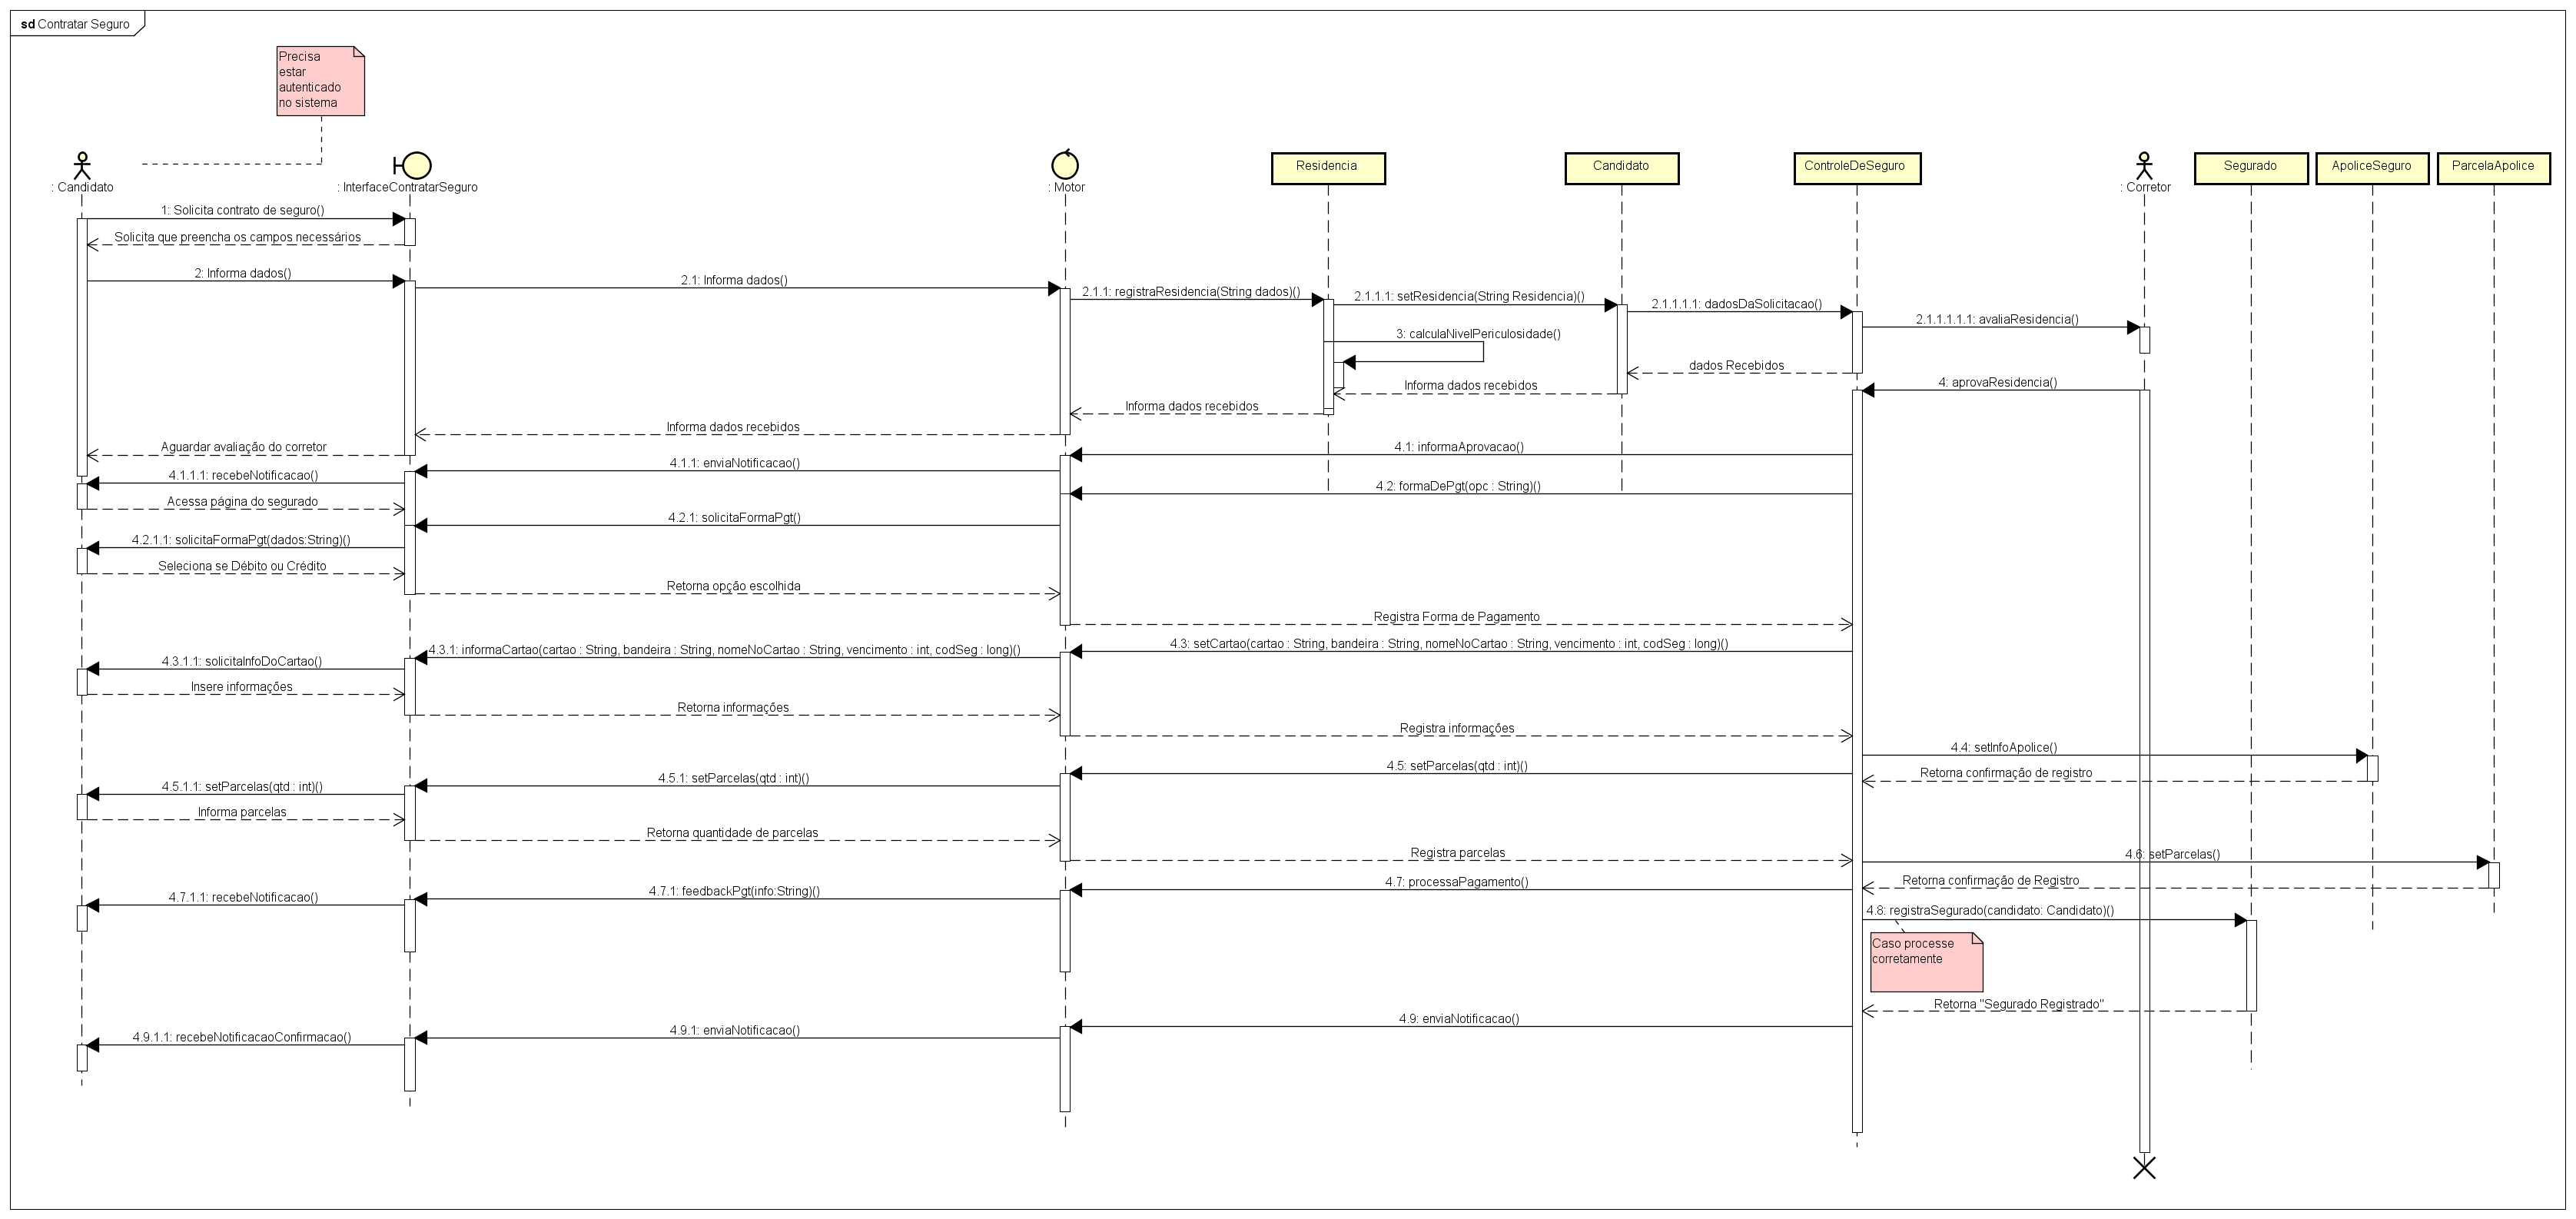 sd Contratar Seguro
Precisa
estar
autenticado
no sistema
: Candidato
: InterfaceContratarSeguro
: Motor
Residencia
Candidato
ControleDeSeguro
: Corretor
Segurado
ApoliceSeguro
ParcelaApolice
1: Solicita contrato de seguro()
Solicita que preencha os campos necessários
2: Informa dados()
2.1: Informa dados()
2.1.1: registraResidencia(String dados)()
2.1.1.1: setResidencia(String Residencia)()
2.1.1.1.1: dadosDaSolicitacao()
2.1.1.1.1.1: avaliaResidencia()
3: calculaNivelPericulosidade()
dados Recebidos
Informa dados recebidos
4: aprovaResidencia()
Informa dados recebidos
Informa dados recebidos
Aguardar avaliação do corretor
4.1: informaAprovacao()
4.1.1: enviaNotificacao()
4.1.1.1: recebeNotificacao()
Acessa página do segurado
4.2: formaDePgt(opc : String)()
4.2.1: solicitaFormaPgt()
4.2.1.1: solicitaFormaPgt(dados:String)()
Seleciona se Débito ou Crédito
Retorna opção escolhida
Registra Forma de Pagamento
4.3: setCartao(cartao : String, bandeira : String, nomeNoCartao : String, vencimento : int, codSeg : long)()
4.3.1: informaCartao(cartao : String, bandeira : String, nomeNoCartao : String, vencimento : int, codSeg : long)()
4.3.1.1: solicitaInfoDoCartao()
Insere informações
Retorna informações
Registra informações
4.4: setInfoApolice()
Retorna confirmação de registro
4.5: setParcelas(qtd : int)()
4.5.1: setParcelas(qtd : int)()
4.5.1.1: setParcelas(qtd : int)()
Informa parcelas
Retorna quantidade de parcelas
Registra parcelas
4.6: setParcelas()
Retorna confirmação de Registro
4.7: processaPagamento()
4.7.1: feedbackPgt(info:String)()
4.7.1.1: recebeNotificacao()
4.8: registraSegurado(candidato: Candidato)()
Caso processe
corretamente
Retorna "Segurado Registrado"
4.9: enviaNotificacao()
4.9.1: enviaNotificacao()
4.9.1.1: recebeNotificacaoConfirmacao()